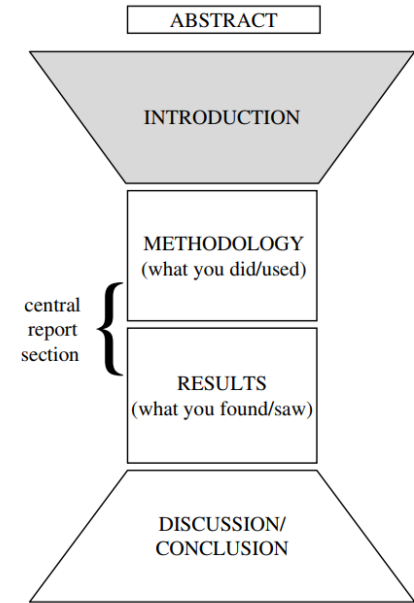 ABSTRACT
INTRODUCTION
METHODOLOGY
(what you did/used)
central
report
section
RESULTS
(what you found/saw)
DISCUSSION/
CONCLUSION